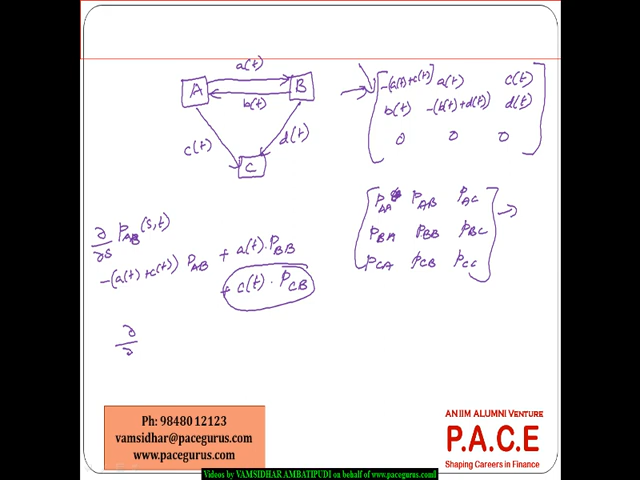 a(t)
A B
b(t)
c(t) d(t)
C
-(a(t)+c(t)) a(t) c(t)
b(t) -(b(t)+d(t)) d(t)
0 0 0
P_AA P_AB P_AC
P_BA P_BB P_BC
P_CA P_CB P_CC
∂/∂s P_AB(s,t)
-(a(t)+c(t)) P_AB + a(t).P_BB
+ c(t). P_CB
∂
Ph: 98480 12123
vamsidhar@pacegurus.com
www.pacegurus.com
AN IIM ALUMNI VENTURE
P.A.C.E
Shaping Careers in Finance
Videos by VAMSIDHAR AMBATIPUDI on behalf of www.pacegurus.com